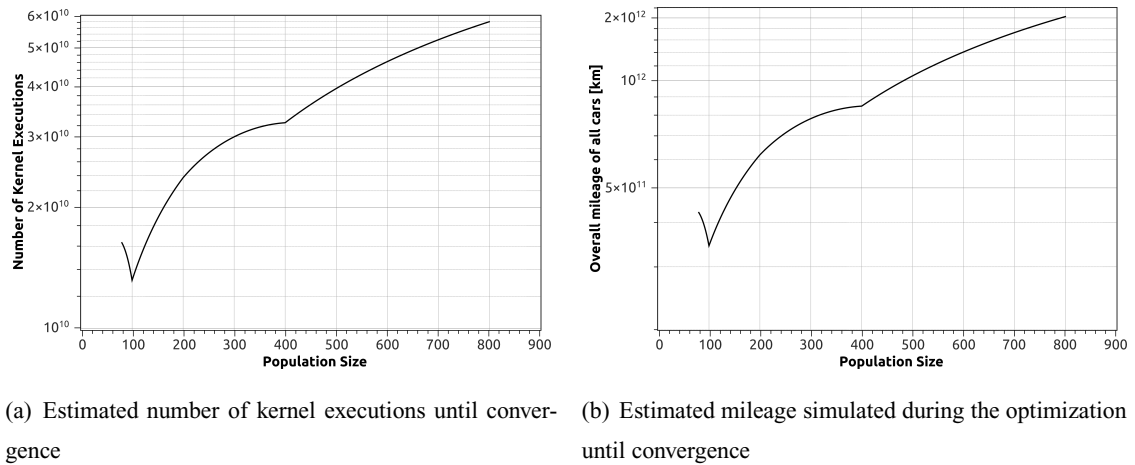 6×10¹⁰
5×10¹⁰
4×10¹⁰
3×10¹⁰
2×10¹⁰
10¹⁰
Number of Kernel Executions
0 100 200 300 400 500 600 700 800 900
Population Size
2×10¹²
10¹²
5×10¹¹
Overall mileage of all cars [km]
0 100 200 300 400 500 600 700 800 900
Population Size
(a) Estimated number of kernel executions until conver-
gence
(b) Estimated mileage simulated during the optimization
until convergence